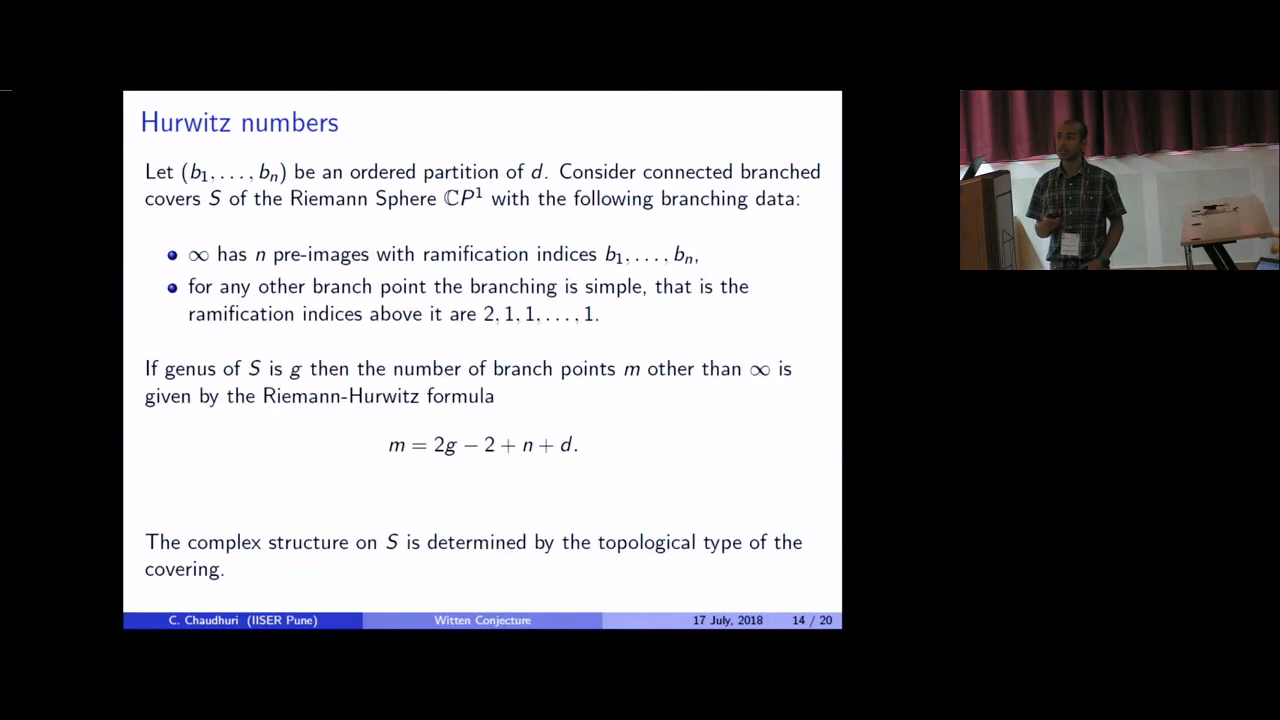 Hurwitz numbers
Let (b₁, . . . , bₙ) be an ordered partition of d. Consider connected branched
covers S of the Riemann Sphere ℂP¹ with the following branching data:
∞ has n pre-images with ramification indices b₁, . . . , bₙ,
for any other branch point the branching is simple, that is the
ramification indices above it are 2, 1, 1, . . . , 1.
If genus of S is g then the number of branch points m other than ∞ is
given by the Riemann-Hurwitz formula
m = 2g − 2 + n + d.
The complex structure on S is determined by the topological type of the
covering.
C. Chaudhuri (IISER Pune) Witten Conjecture 17 July, 2018 14 / 20